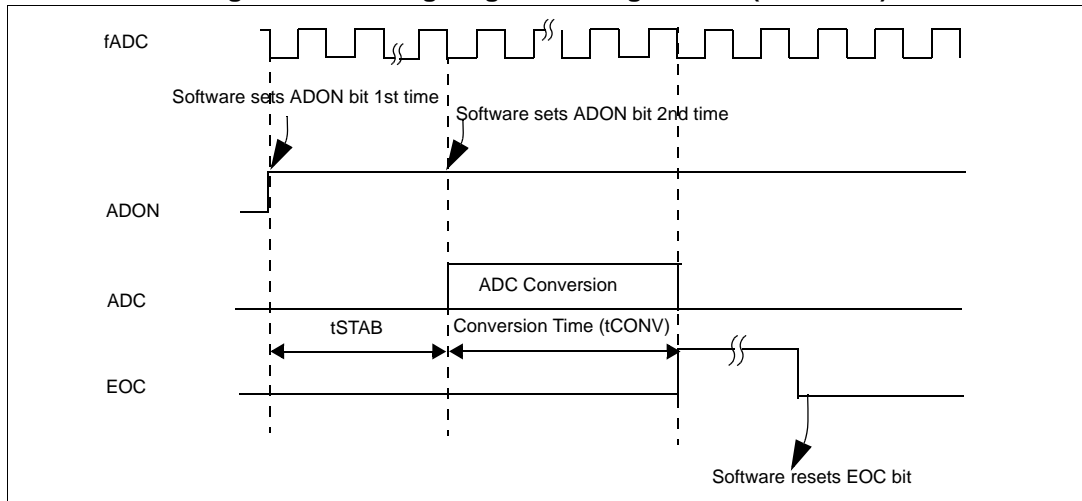 fADC
Software sets ADON bit 1st time
Software sets ADON bit 2nd time
ADON
ADC Conversion
ADC
tSTAB
Conversion Time (tCONV)
EOC
Software resets EOC bit